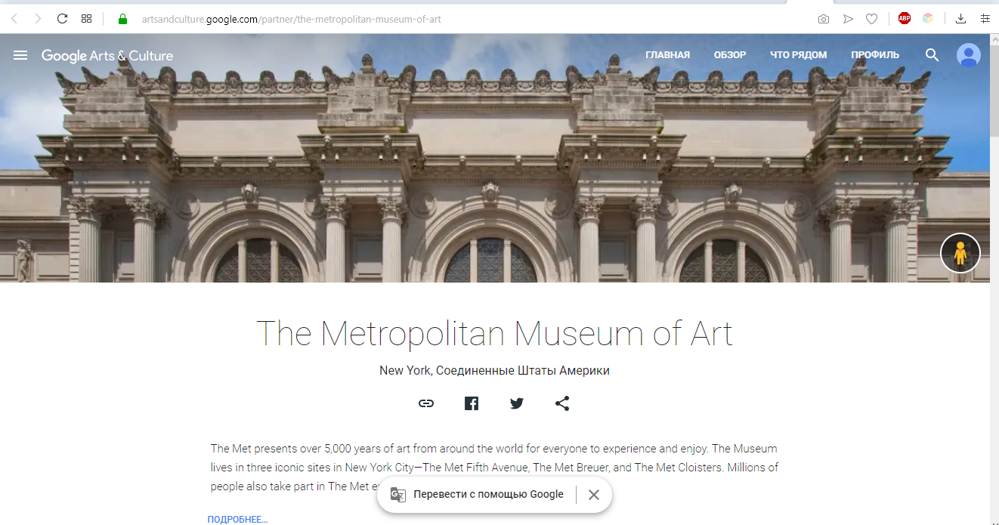 artsandculture.google.com/partner/the-metropolitan-museum-of-art
ABP
Google Arts & Culture
ГЛАВНАЯ ОБЗОР ЧТО РЯДОМ ПРОФИЛЬ
The Metropolitan Museum of Art
New York, Соединенные Штаты Америки
The Met presents over 5,000 years of art from around the world for everyone to experience and enjoy. The Museum
lives in three iconic sites in New York City—The Met Fifth Avenue, The Met Breuer, and The Met Cloisters. Millions of
people also take part in The Met
Перевести с помощью Google
ПОДРОБНЕЕ...